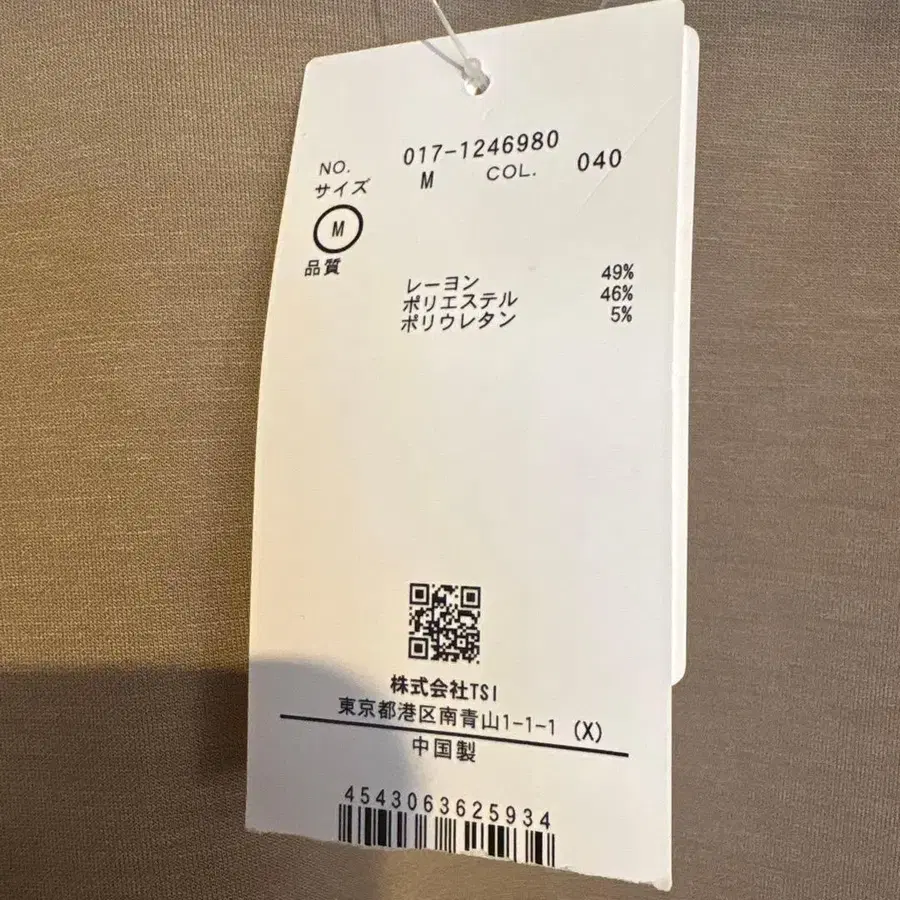 NO. 017-1246980
サイズ M COL. 040
M
品質
レーヨン 49%
ポリエステル 46%
ポリウレタン 5%
株式会社TSI
東京都港区南青山1-1-1 (X)
中国製
4543063625934